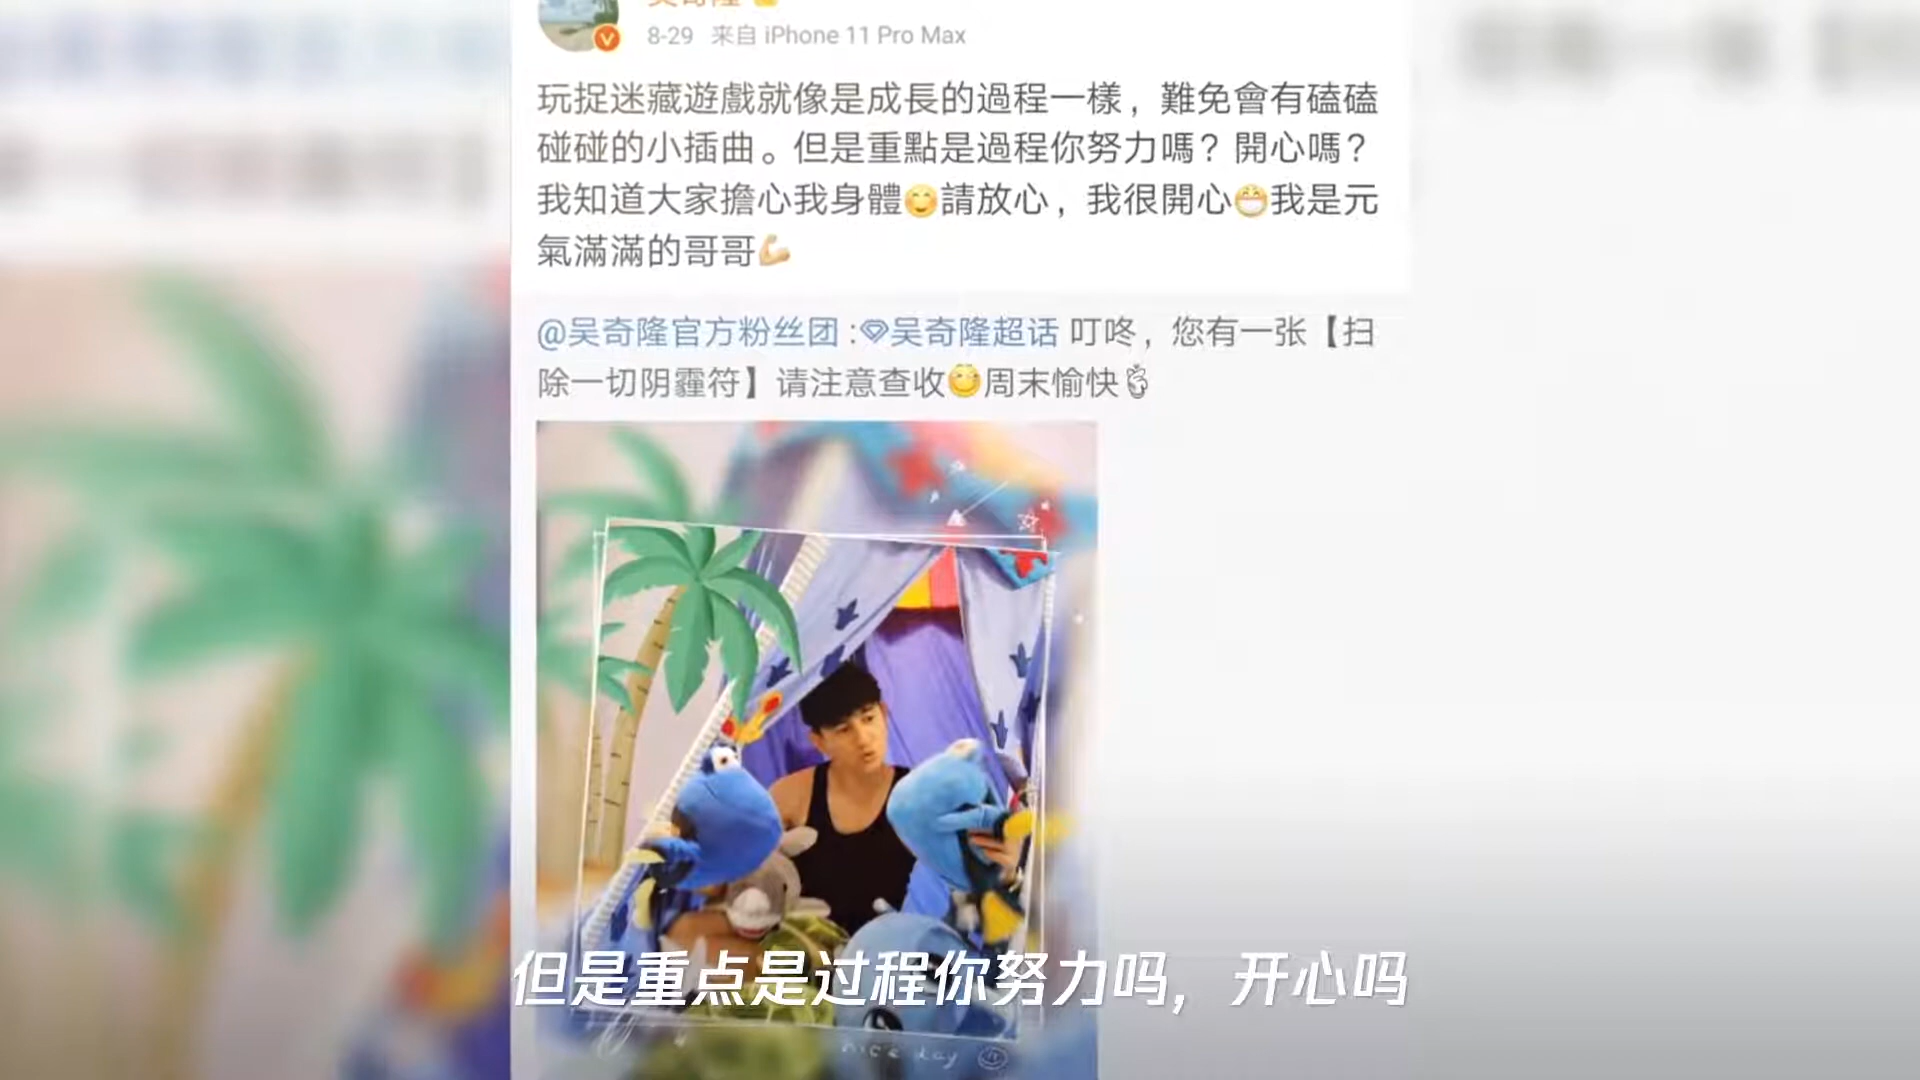 吴奇隆
8-29 来自 iPhone 11 Pro Max
玩捉迷藏遊戲就像是成長的過程一樣，難免會有磕磕
碰碰的小插曲。但是重點是過程你努力嗎？開心嗎？
我知道大家擔心我身體😊請放心，我很開心😁我是元
氣滿滿的哥哥💪
@吴奇隆官方粉丝团 :吴奇隆超话 叮咚，您有一张【扫
除一切阴霾符】请注意查收 周末愉快✌
nice day
但是重点是过程你努力吗，开心吗